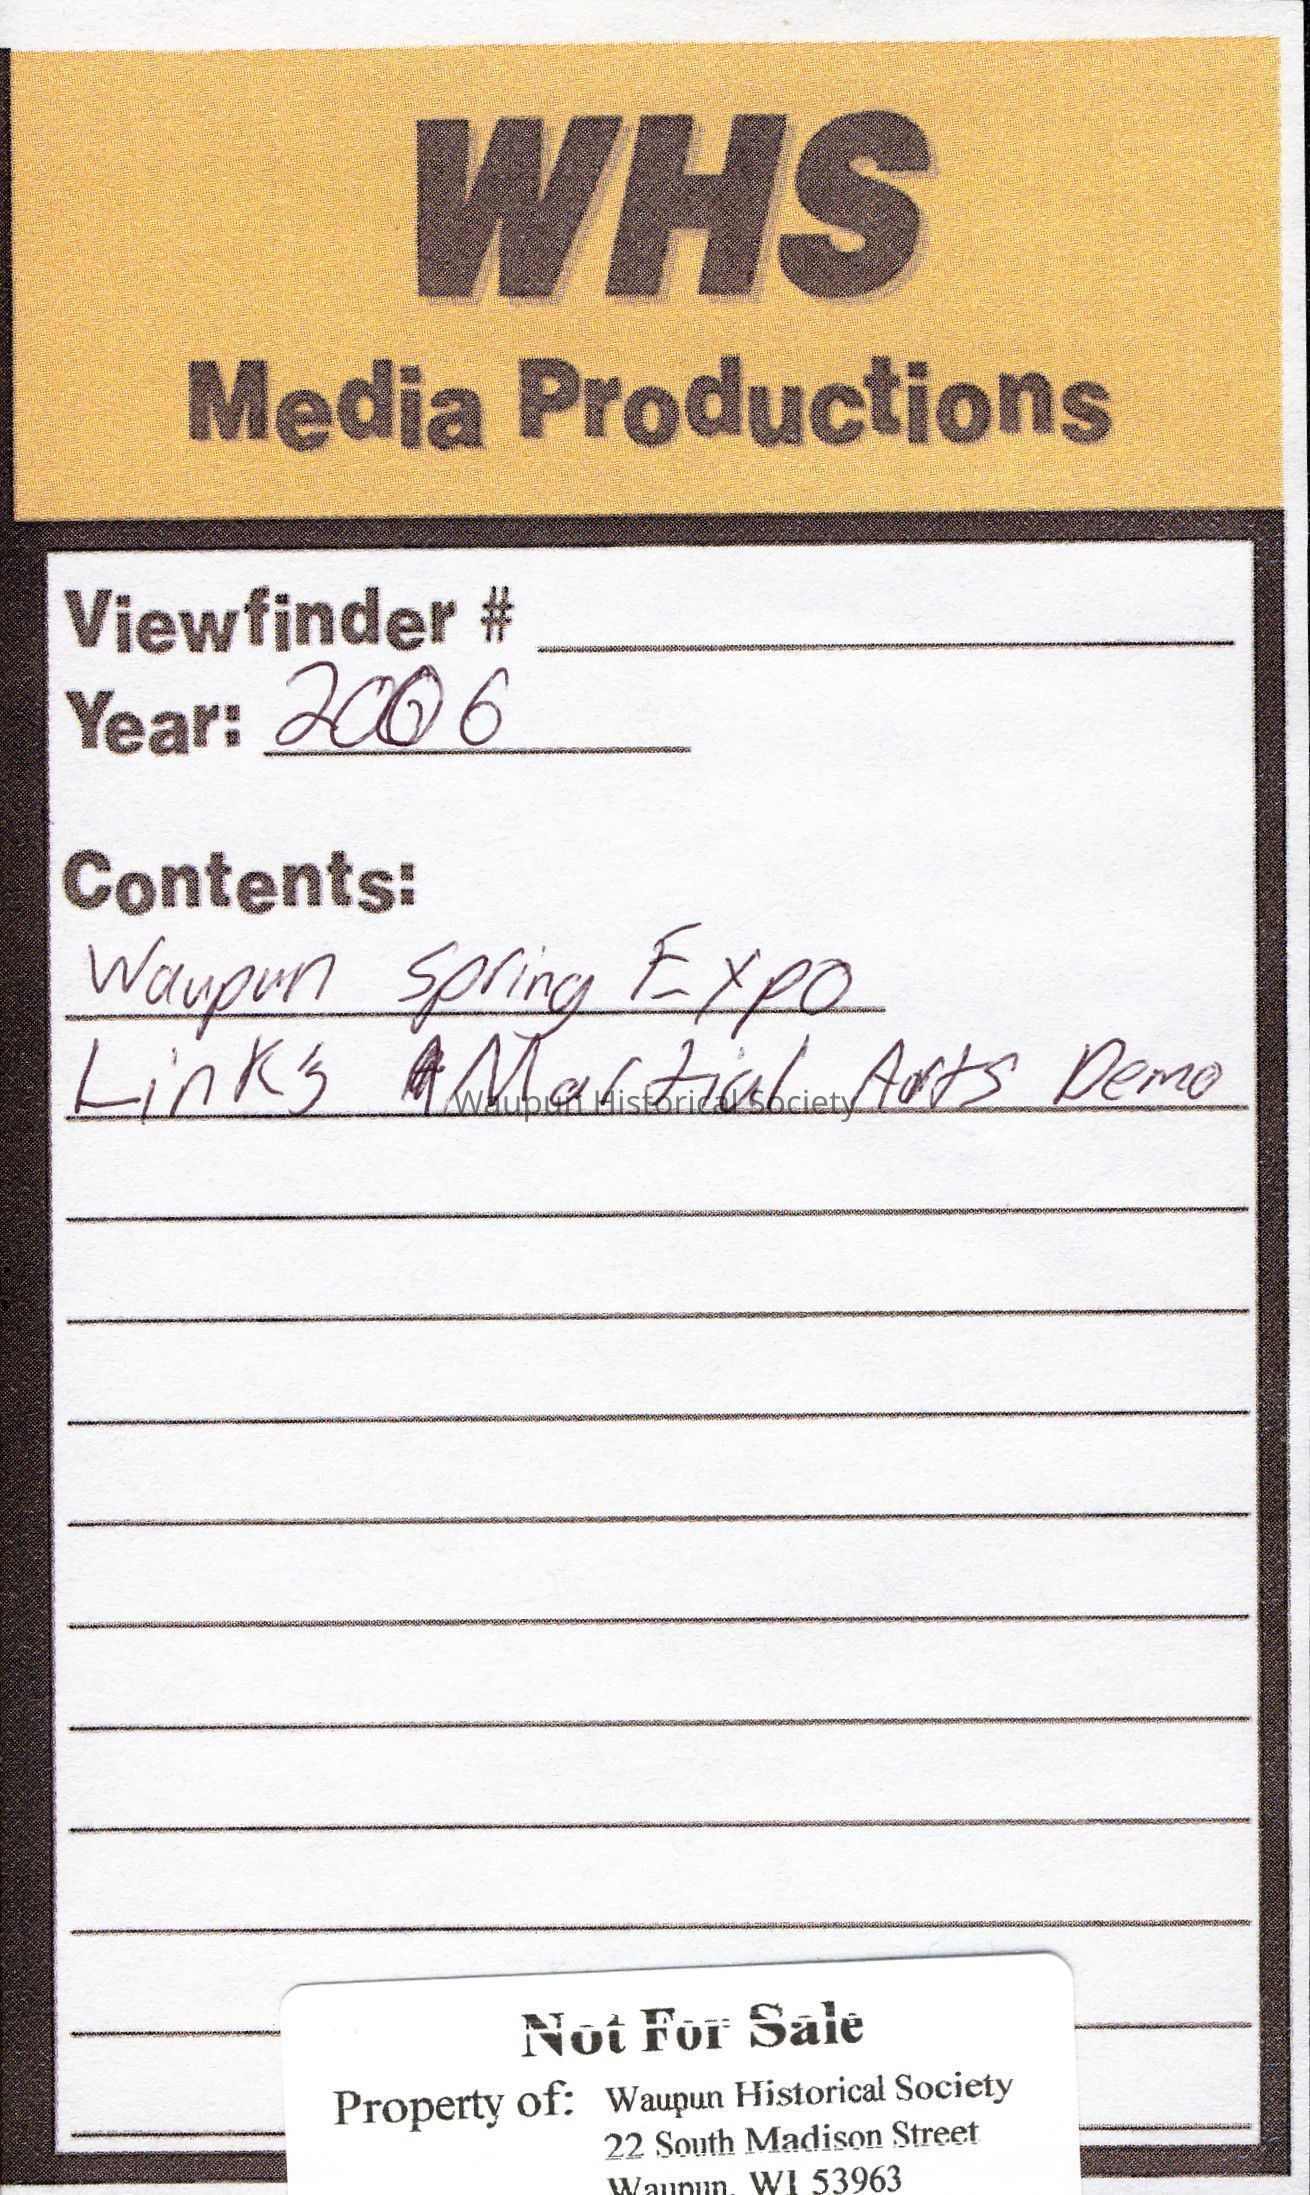 WHS
Media Productions
Viewfinder #
Year: 2006
Contents:
Waupun Spring Expo
Link's Martial Arts Demo
Waupun Historical Society
Not For Sale
Property of: Waupun Historical Society
22 South Madison Street
Waupun, WI 53963